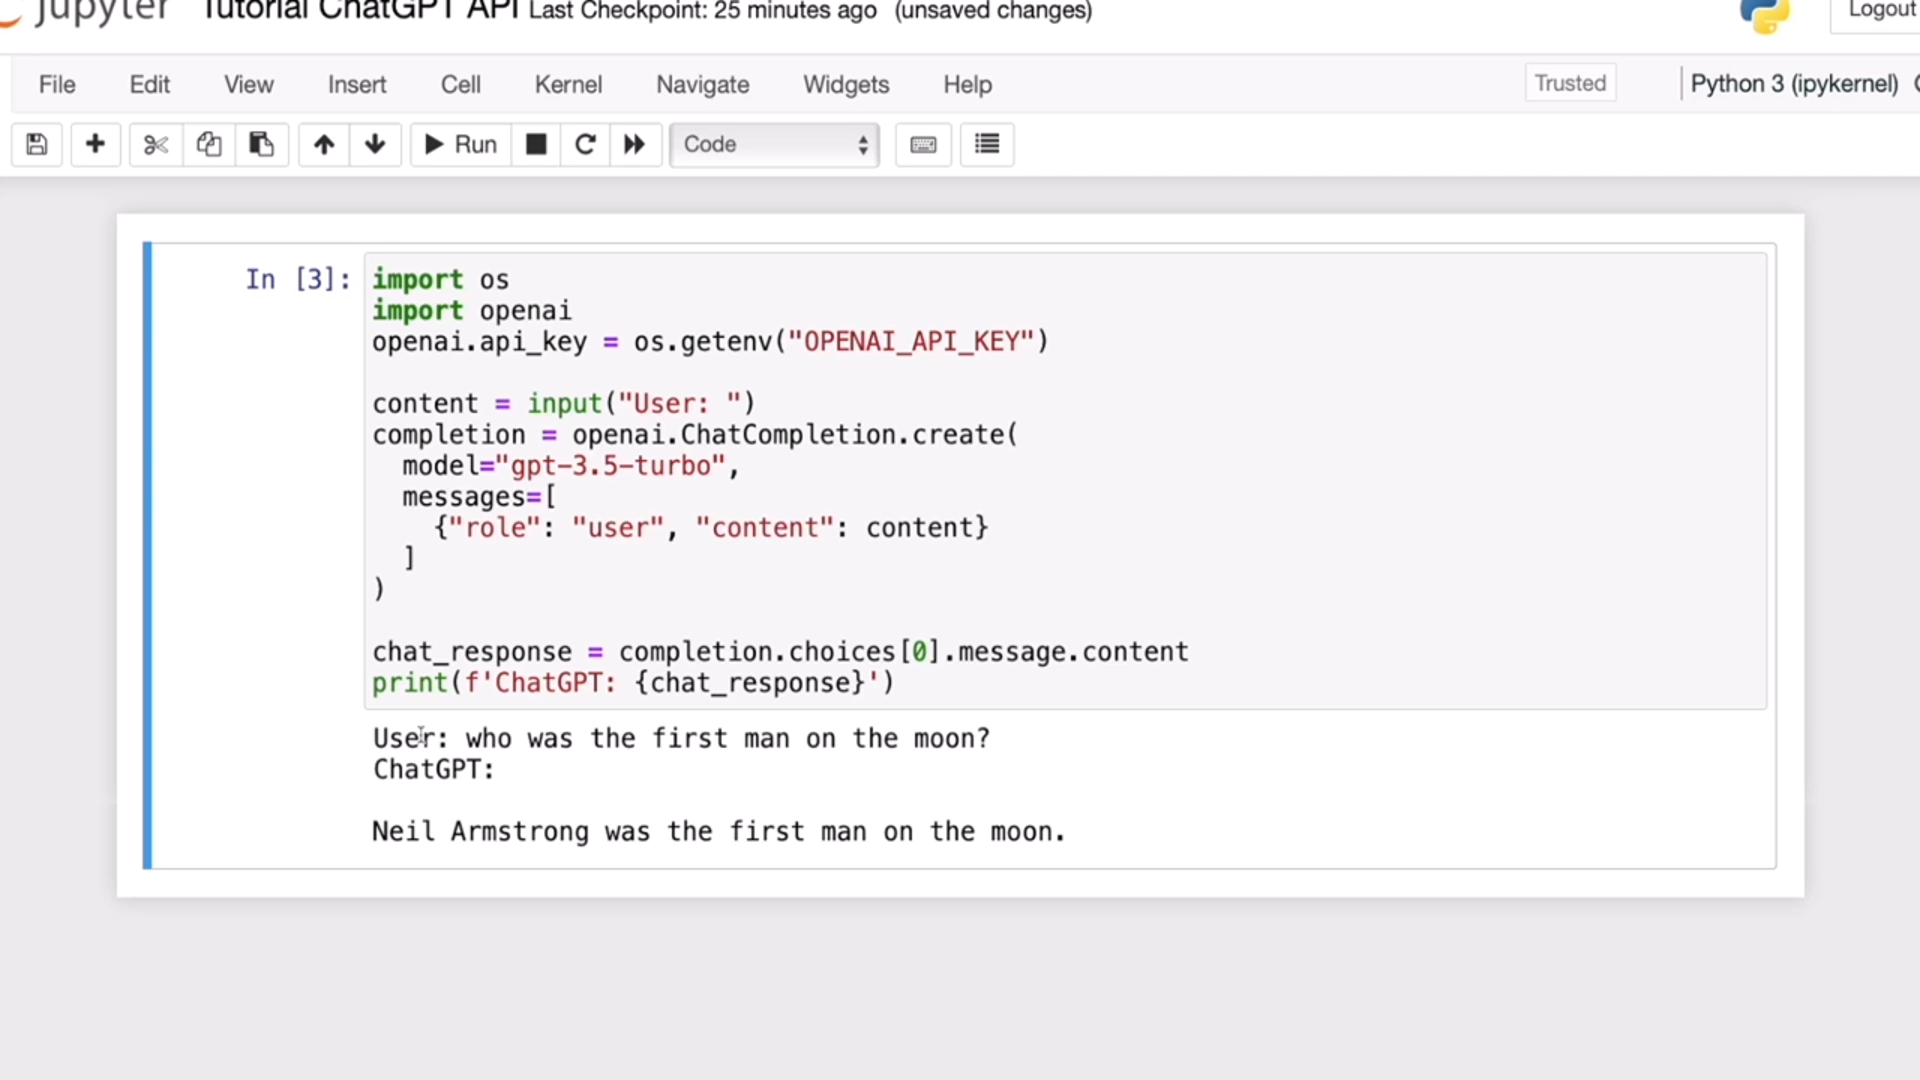 jupyter Tutorial ChatGPT API Last Checkpoint: 25 minutes ago (unsaved changes) Logout
File Edit View Insert Cell Kernel Navigate Widgets Help Trusted Python 3 (ipykernel)
Run Code
In [3]: import os
import openai
openai.api_key = os.getenv("OPENAI_API_KEY")
content = input("User: ")
completion = openai.ChatCompletion.create(
  model="gpt-3.5-turbo",
  messages=[
    {"role": "user", "content": content}
  ]
)
chat_response = completion.choices[0].message.content
print(f'ChatGPT: {chat_response}')
User: who was the first man on the moon?
ChatGPT:
Neil Armstrong was the first man on the moon.